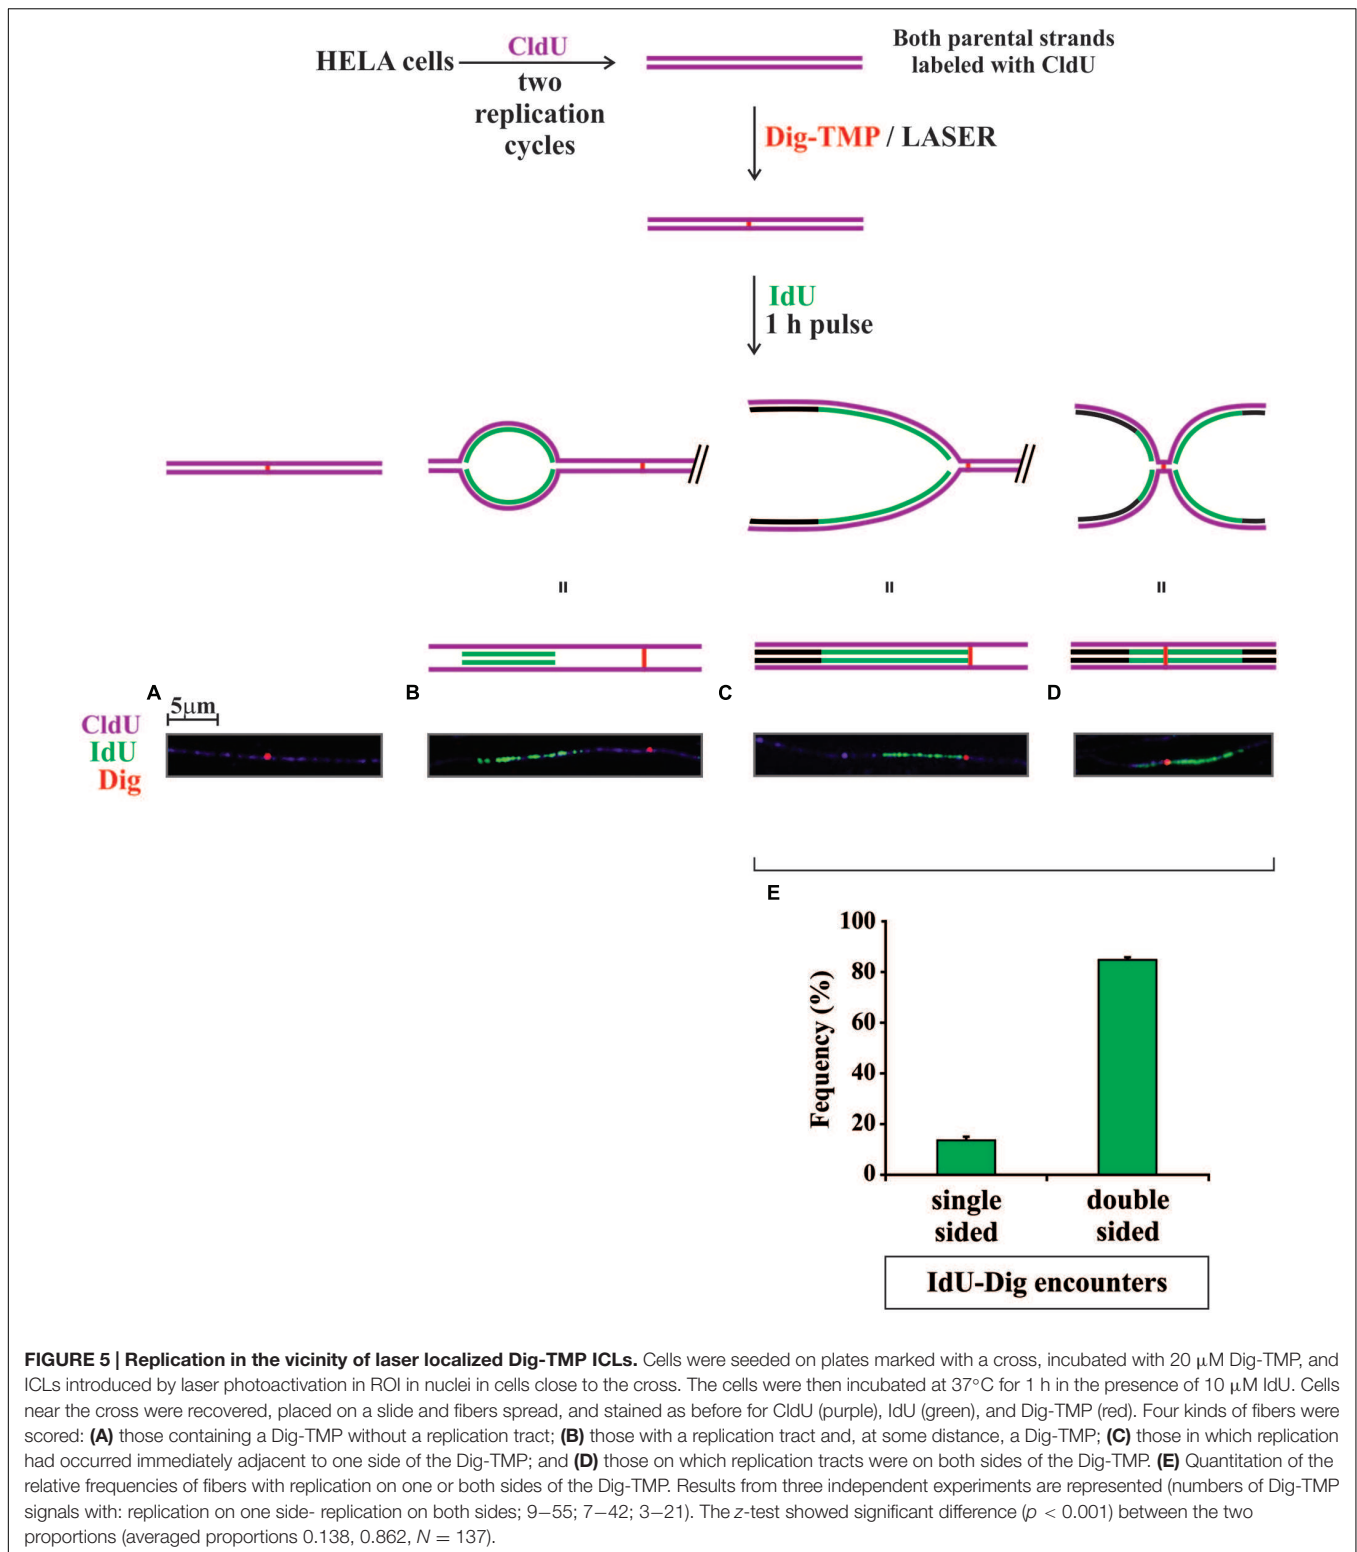 HELA cells
CldU
two
replication
cycles
Both parental strands
labeled with CldU
Dig-TMP / LASER
IdU
1 h pulse
=
=
=
A
B
C
D
5μm
CldU
IdU
Dig
E
100
80
60
40
20
0
Fequency (%)
single
sided
double
sided
IdU-Dig encounters
FIGURE 5 | Replication in the vicinity of laser localized Dig-TMP ICLs. Cells were seeded on plates marked with a cross, incubated with 20 μM Dig-TMP, and
ICLs introduced by laser photoactivation in ROI in nuclei in cells close to the cross. The cells were then incubated at 37°C for 1 h in the presence of 10 μM IdU. Cells
near the cross were recovered, placed on a slide and fibers spread, and stained as before for CldU (purple), IdU (green), and Dig-TMP (red). Four kinds of fibers were
scored: (A) those containing a Dig-TMP without a replication tract; (B) those with a replication tract and, at some distance, a Dig-TMP; (C) those in which replication
had occurred immediately adjacent to one side of the Dig-TMP; and (D) those on which replication tracts were on both sides of the Dig-TMP. (E) Quantitation of the
relative frequencies of fibers with replication on one or both sides of the Dig-TMP. Results from three independent experiments are represented (numbers of Dig-TMP
signals with: replication on one side- replication on both sides; 9–55; 7–42; 3–21). The z-test showed significant difference (p < 0.001) between the two
proportions (averaged proportions 0.138, 0.862, N = 137).